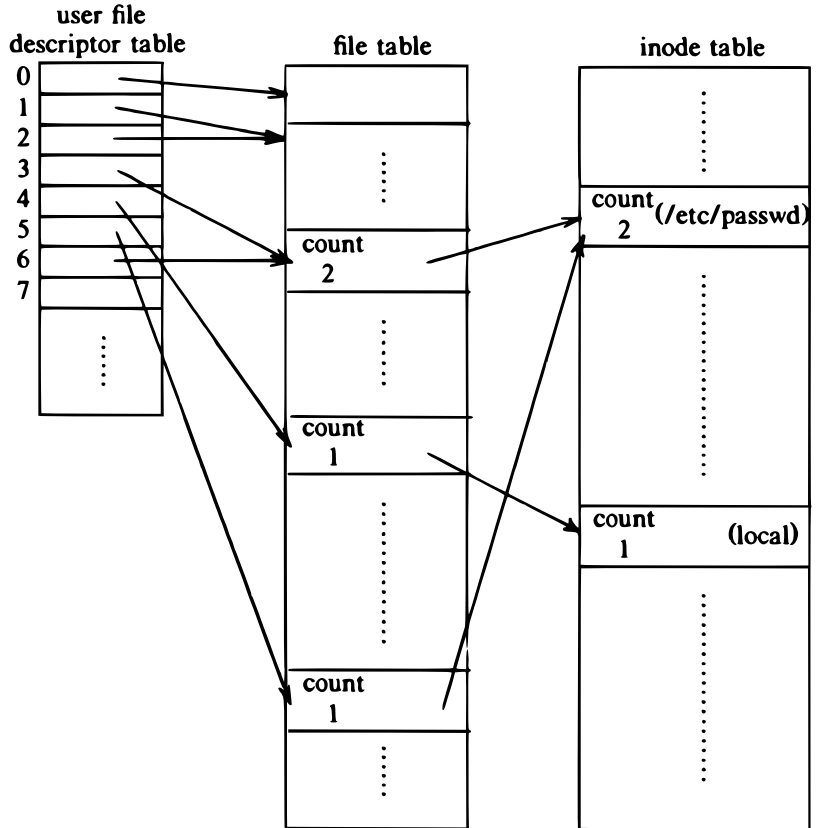 user file
descriptor table
0
1
2
3
4
5
6
7
file table
count
2
count
1
count
1
inode table
count
2 (/etc/passwd)
count
1 (local)